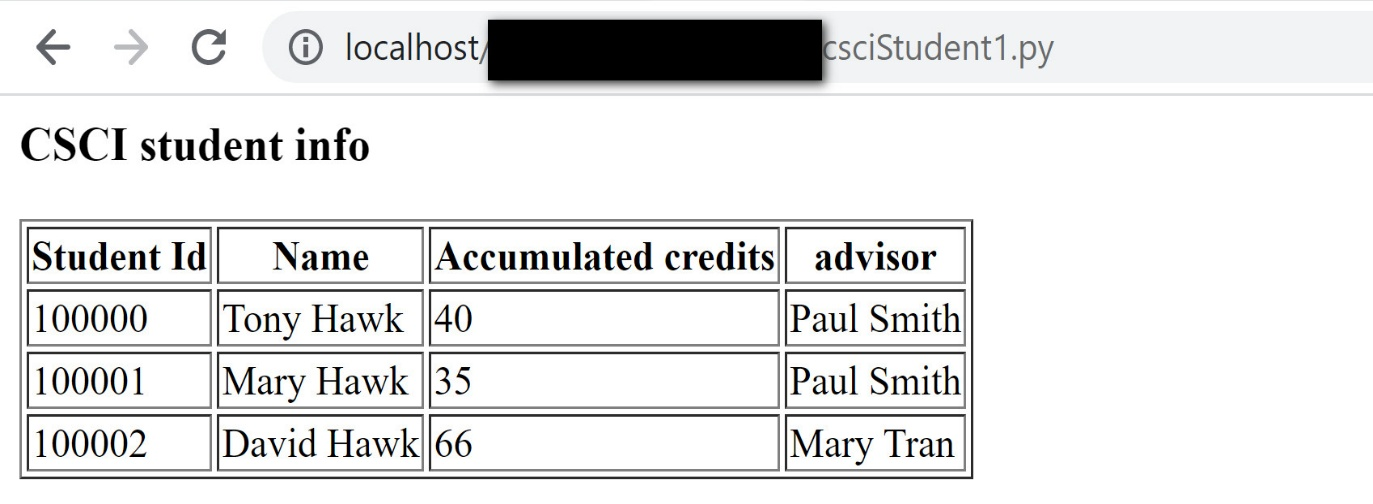 localhost/ csciStudent1.py
CSCI student info
Student Id Name Accumulated credits advisor
100000 Tony Hawk 40 Paul Smith
100001 Mary Hawk 35 Paul Smith
100002 David Hawk 66 Mary Tran